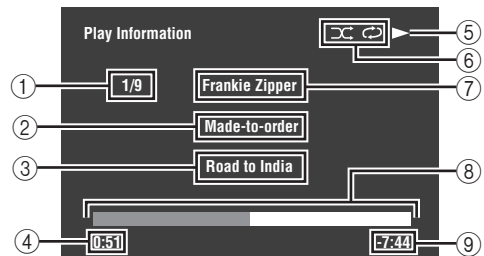 Play Information
⑤
⑥
① 1/9 Frankie Zipper ⑦
② Made-to-order
③ Road to India
⑧
④ 0:51 -7:44 ⑨